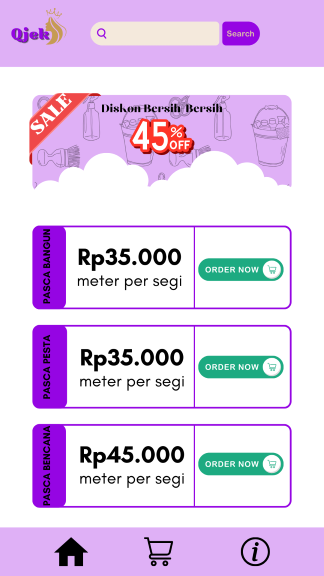 Qjek
Search
SALE
Diskon Bersih-Bersih
45% OFF
PASCA BANGUN
Rp35.000
meter per segi
ORDER NOW
PASCA PESTA
Rp35.000
meter per segi
ORDER NOW
PASCA BENCANA
Rp45.000
meter per segi
ORDER NOW